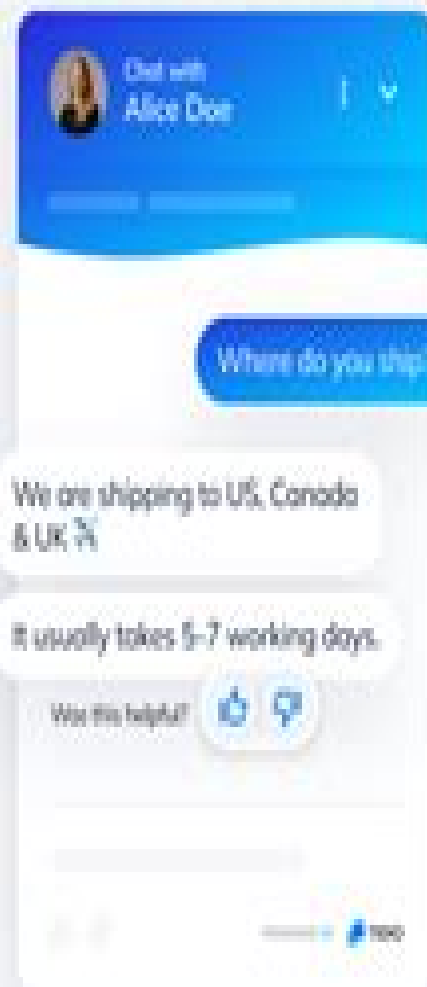 Chat with
Alice Doe
Where do you ship
We are shipping to US, Canada
& UK
It usually takes 5-7 working days.
Was this helpful?